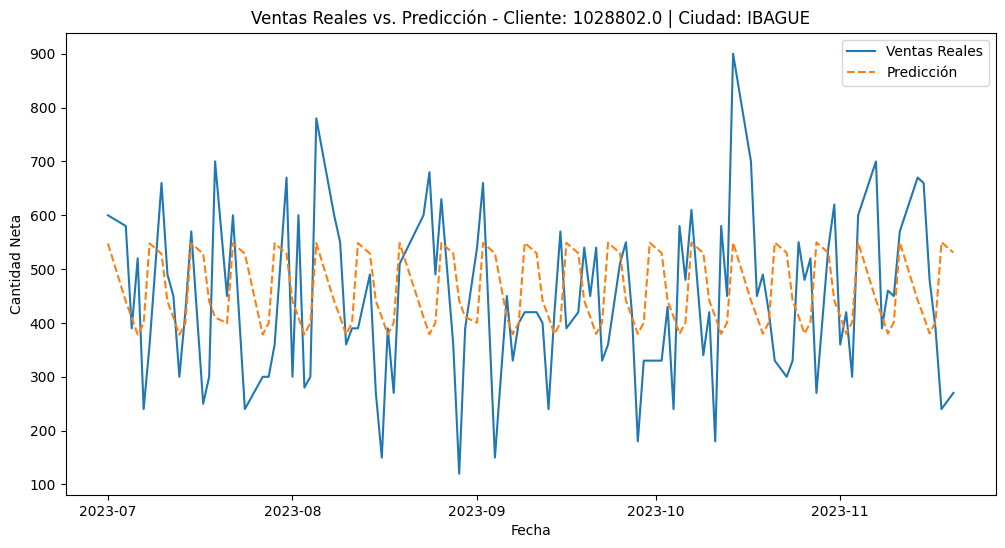 Ventas Reales vs. Predicción - Cliente: 1028802.0 | Ciudad: IBAGUE
Ventas Reales
Predicción
Cantidad Neta
900
800
700
600
500
400
300
200
100
2023-07
2023-08
2023-09
2023-10
2023-11
Fecha